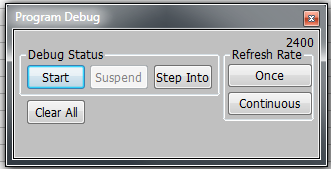 Program Debug
2400
Debug Status
Refresh Rate
Start Suspend Step Into
Once
Clear All
Continuous